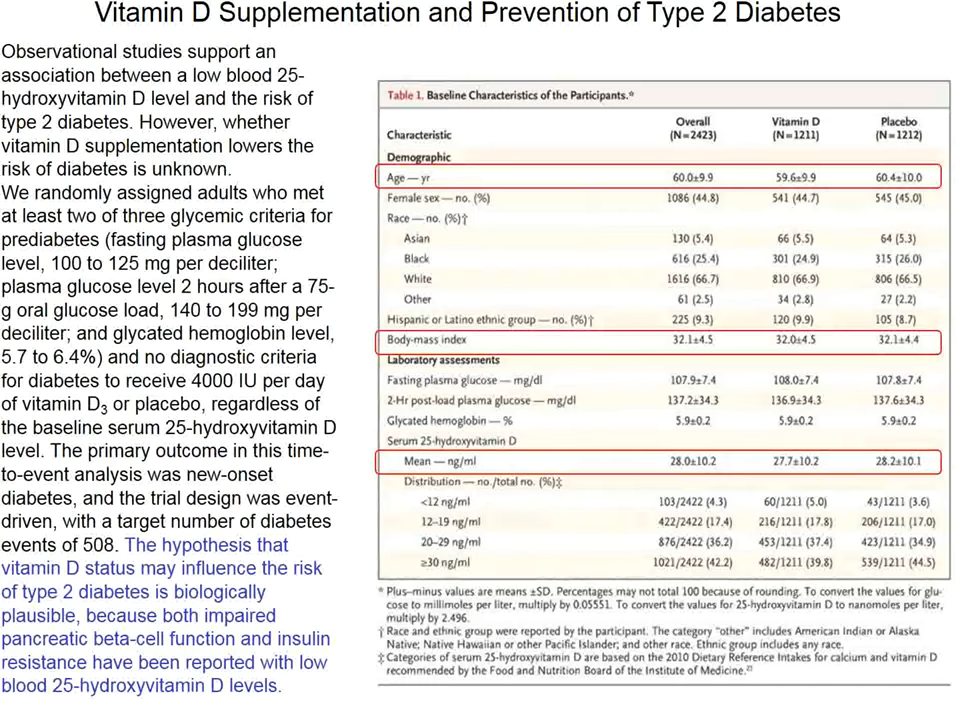 Vitamin D Supplementation and Prevention of Type 2 Diabetes
Observational studies support an
association between a low blood 25-
hydroxyvitamin D level and the risk of
type 2 diabetes. However, whether
vitamin D supplementation lowers the
risk of diabetes is unknown.
We randomly assigned adults who met
at least two of three glycemic criteria for
prediabetes (fasting plasma glucose
level, 100 to 125 mg per deciliter;
plasma glucose level 2 hours after a 75-
g oral glucose load, 140 to 199 mg per
deciliter; and glycated hemoglobin level,
5.7 to 6.4%) and no diagnostic criteria
for diabetes to receive 4000 IU per day
of vitamin D3 or placebo, regardless of
the baseline serum 25-hydroxyvitamin D
level. The primary outcome in this time-
to-event analysis was new-onset
diabetes, and the trial design was event-
driven, with a target number of diabetes
events of 508. The hypothesis that
vitamin D status may influence the risk
of type 2 diabetes is biologically
plausible, because both impaired
pancreatic beta-cell function and insulin
resistance have been reported with low
blood 25-hydroxyvitamin D levels.
Table 1. Baseline Characteristics of the Participants.*
Characteristic Overall (N=2423) Vitamin D (N=1211) Placebo (N=1212)
Demographic
Age — yr 60.0±9.9 59.6±9.9 60.4±10.0
Female sex — no. (%) 1086 (44.8) 541 (44.7) 545 (45.0)
Race — no. (%)†
Asian 130 (5.4) 66 (5.5) 64 (5.3)
Black 616 (25.4) 301 (24.9) 315 (26.0)
White 1616 (66.7) 810 (66.9) 806 (66.5)
Other 61 (2.5) 34 (2.8) 27 (2.2)
Hispanic or Latino ethnic group — no. (%)† 225 (9.3) 120 (9.9) 105 (8.7)
Body-mass index 32.1±4.5 32.0±4.5 32.1±4.4
Laboratory assessments
Fasting plasma glucose — mg/dl 107.9±7.4 108.0±7.4 107.8±7.4
2-Hr post-load plasma glucose — mg/dl 137.2±34.3 136.9±34.3 137.6±34.3
Glycated hemoglobin — % 5.9±0.2 5.9±0.2 5.9±0.2
Serum 25-hydroxyvitamin D
Mean — ng/ml 28.0±10.2 27.7±10.2 28.2±10.1
Distribution — no./total no. (%)‡
<12 ng/ml 103/2422 (4.3) 60/1211 (5.0) 43/1211 (3.6)
12–19 ng/ml 422/2422 (17.4) 216/1211 (17.8) 206/1211 (17.0)
20–29 ng/ml 876/2422 (36.2) 453/1211 (37.4) 423/1211 (34.9)
≥30 ng/ml 1021/2422 (42.2) 482/1211 (39.8) 539/1211 (44.5)
* Plus–minus values are means ±SD. Percentages may not total 100 because of rounding. To convert the values for glu-
cose to millimoles per liter, multiply by 0.05551. To convert the values for 25-hydroxyvitamin D to nanomoles per liter,
multiply by 2.496.
† Race and ethnic group were reported by the participant. The category "other" includes American Indian or Alaska
Native; Native Hawaiian or other Pacific Islander; and other race. Ethnic group includes any race.
‡ Categories of serum 25-hydroxyvitamin D are based on the 2010 Dietary Reference Intakes for calcium and vitamin D
recommended by the Food and Nutrition Board of the Institute of Medicine.